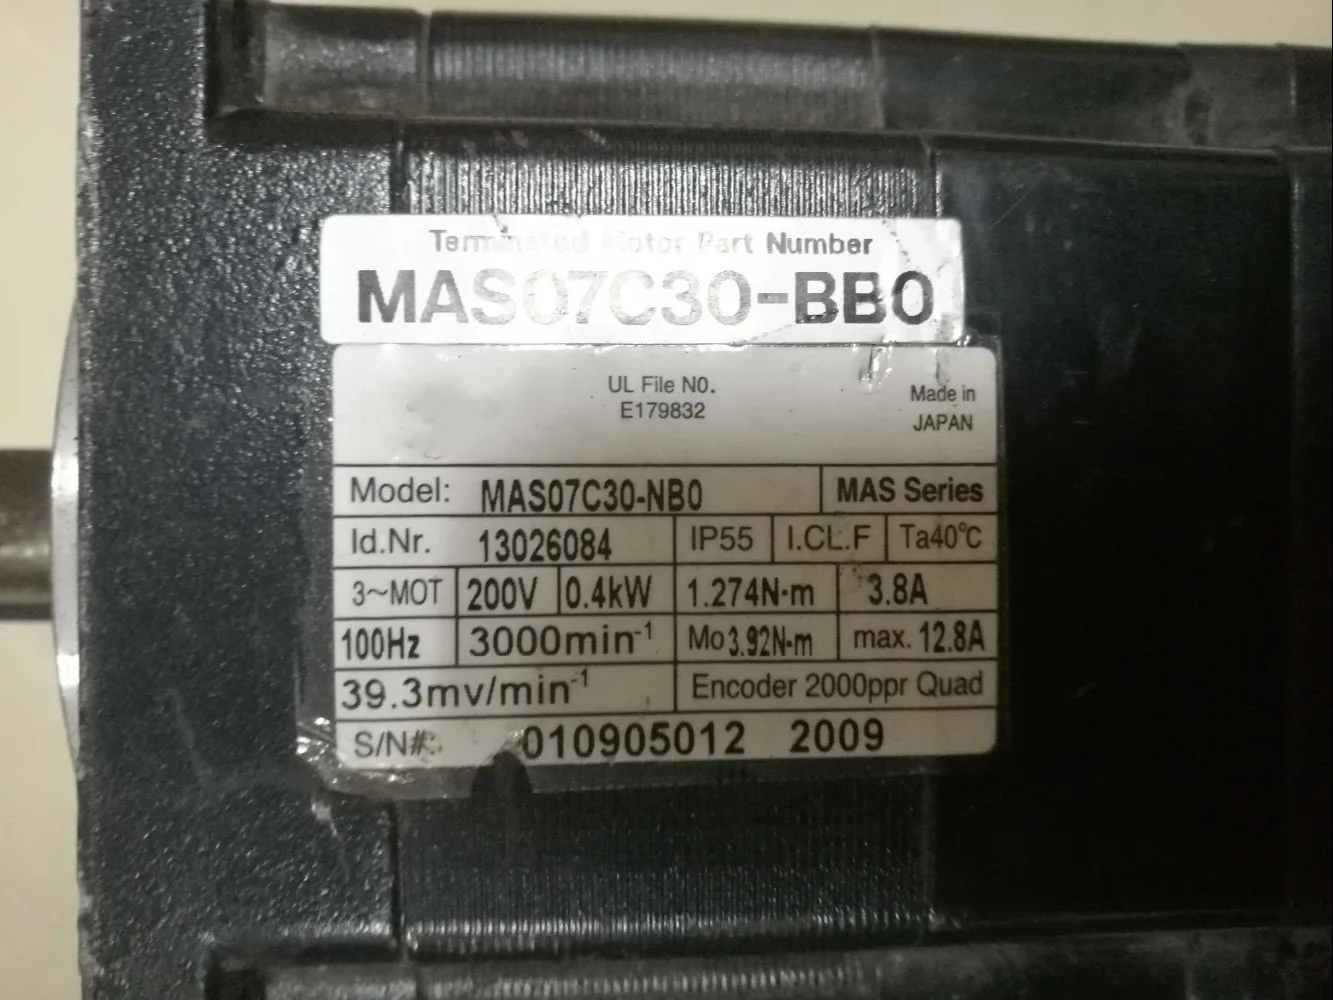 Terminated Motor Part Number
MAS07C30-BB0
UL File N0.
E179832
Made in
JAPAN
Model: MAS07C30-NB0 MAS Series
Id.Nr. 13026084 IP55 I.CL.F Ta40°C
3~MOT 200V 0.4kW 1.274N·m 3.8A
100Hz 3000min⁻¹ Mo3.92N·m max. 12.8A
39.3mv/min⁻¹ Encoder 2000ppr Quad
S/N#: 010905012 2009